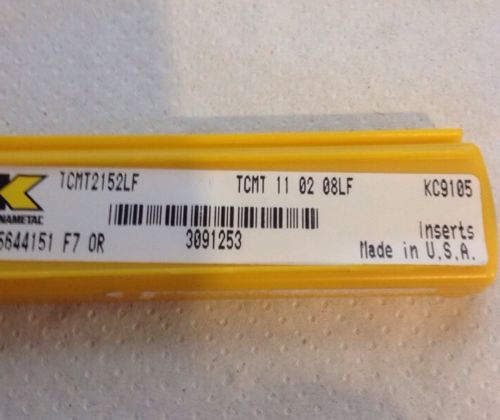 TCMT2152LF TCMT 11 02 08LF KC9105
NAMETAL
5644151 F7 OR 3091253 Inserts
Made in U.S.A.